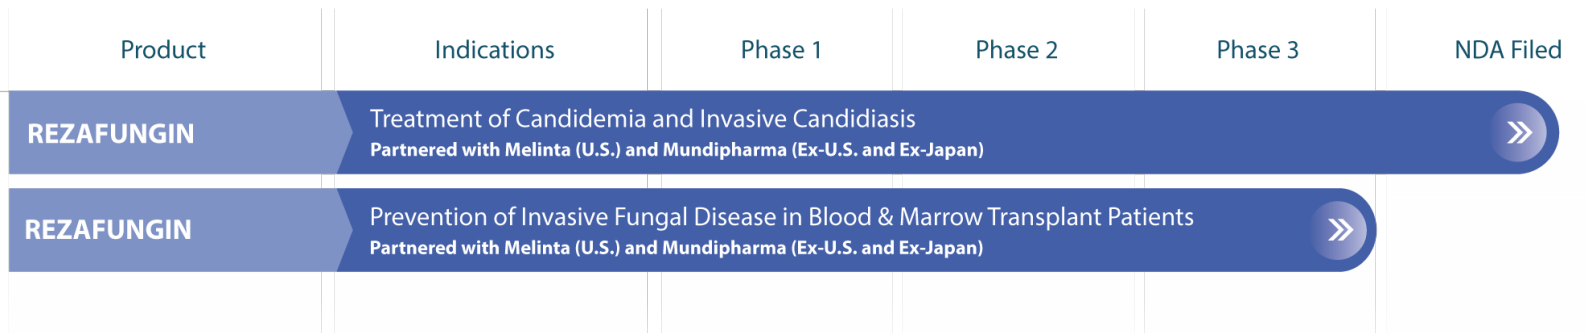 Product Indications Phase 1 Phase 2 Phase 3 NDA Filed
REZAFUNGIN
Treatment of Candidemia and Invasive Candidiasis
Partnered with Melinta (U.S.) and Mundipharma (Ex-U.S. and Ex-Japan)
REZAFUNGIN
Prevention of Invasive Fungal Disease in Blood & Marrow Transplant Patients
Partnered with Melinta (U.S.) and Mundipharma (Ex-U.S. and Ex-Japan)